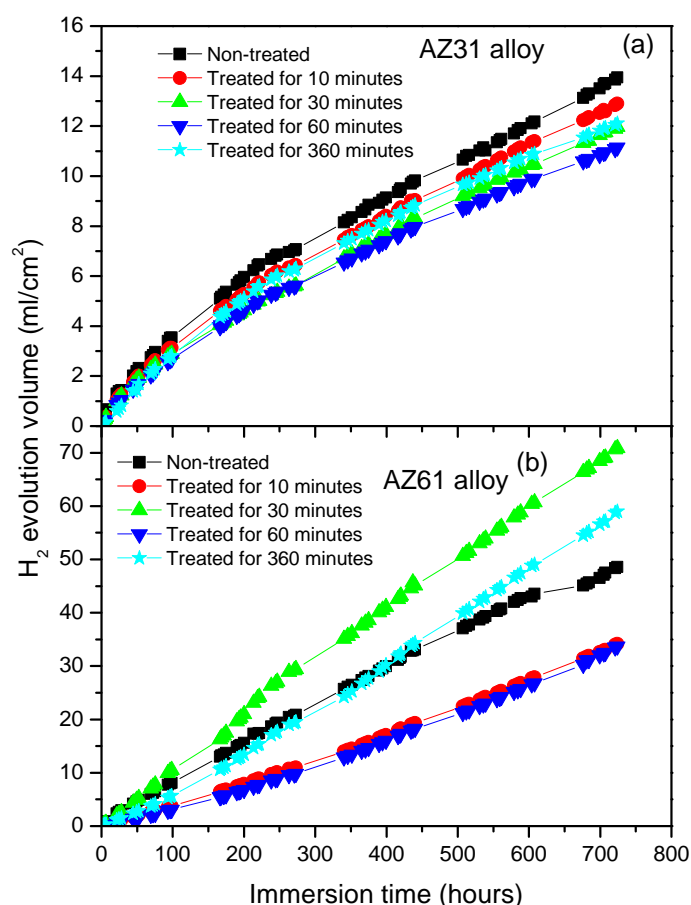 16
14
12
10
8
6
4
2
0
AZ31 alloy
(a)
Non-treated
Treated for 10 minutes
Treated for 30 minutes
Treated for 60 minutes
Treated for 360 minutes
H₂ evolution volume (ml/cm²)
70
60
50
40
30
20
10
0
Non-treated
Treated for 10 minutes
Treated for 30 minutes
Treated for 60 minutes
Treated for 360 minutes
AZ61 alloy
(b)
0 100 200 300 400 500 600 700 800
Immersion time (hours)